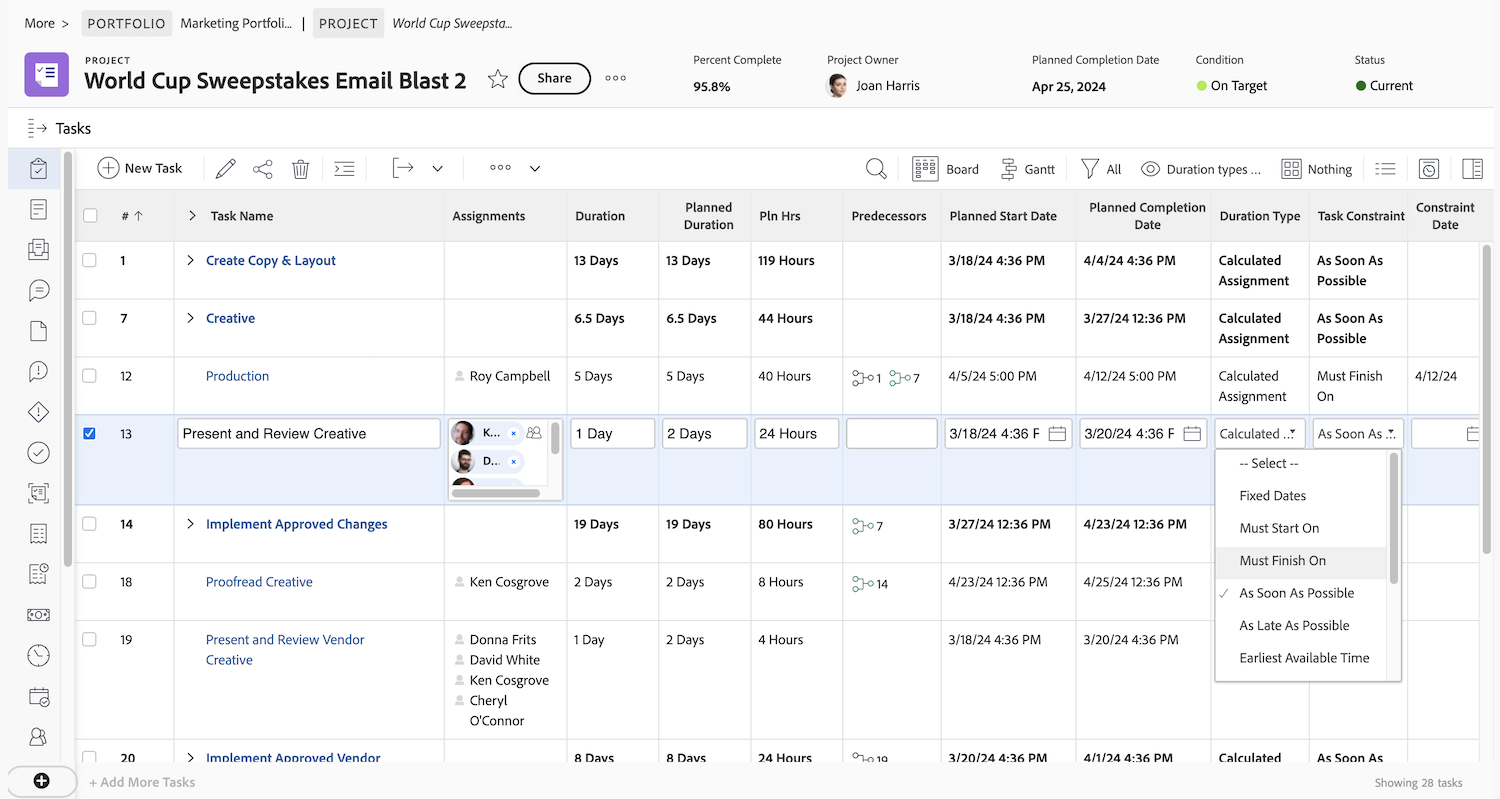 More > PORTFOLIO Marketing Portfoli... | PROJECT World Cup Sweepsta...
PROJECT
World Cup Sweepstakes Email Blast 2
Share
Percent Complete
95.8%
Project Owner
Joan Harris
Planned Completion Date
Apr 25, 2024
Condition
On Target
Status
Current
Tasks
New Task
Board
Gantt
All
Duration types ...
Nothing
# ↑ > Task Name Assignments Duration Planned Duration Pln Hrs Predecessors Planned Start Date Planned Completion Date Duration Type Task Constraint Constraint Date
1 > Create Copy & Layout 13 Days 13 Days 119 Hours 3/18/24 4:36 PM 4/4/24 4:36 PM Calculated Assignment As Soon As Possible
7 > Creative 6.5 Days 6.5 Days 44 Hours 3/18/24 4:36 PM 3/27/24 12:36 PM Calculated Assignment As Soon As Possible
12 Production Roy Campbell 5 Days 5 Days 40 Hours 1 7 4/5/24 5:00 PM 4/12/24 5:00 PM Calculated Assignment Must Finish On 4/12/24
13 Present and Review Creative K... × D... × 1 Day 2 Days 24 Hours 3/18/24 4:36 P 3/20/24 4:36 P Calculated ... As Soon As ...
-- Select --
Fixed Dates
Must Start On
Must Finish On
As Soon As Possible
As Late As Possible
Earliest Available Time
14 > Implement Approved Changes 19 Days 19 Days 80 Hours 7 3/27/24 12:36 PM 4/23/24 12:36 PM
18 Proofread Creative Ken Cosgrove 2 Days 2 Days 8 Hours 14 4/23/24 12:36 PM 4/25/24 12:36 PM
19 Present and Review Vendor Creative Donna Frits 1 Day 2 Days 4 Hours 3/18/24 4:36 PM 3/20/24 4:36 PM
David White
Ken Cosgrove
Cheryl
O'Connor
20 > Implement Approved Vendor 8 Days 8 Days 24 Hours 19 3/20/24 4:36 PM 4/1/24 4:36 PM Calculated As Soon As
+ Add More Tasks
Showing 28 tasks